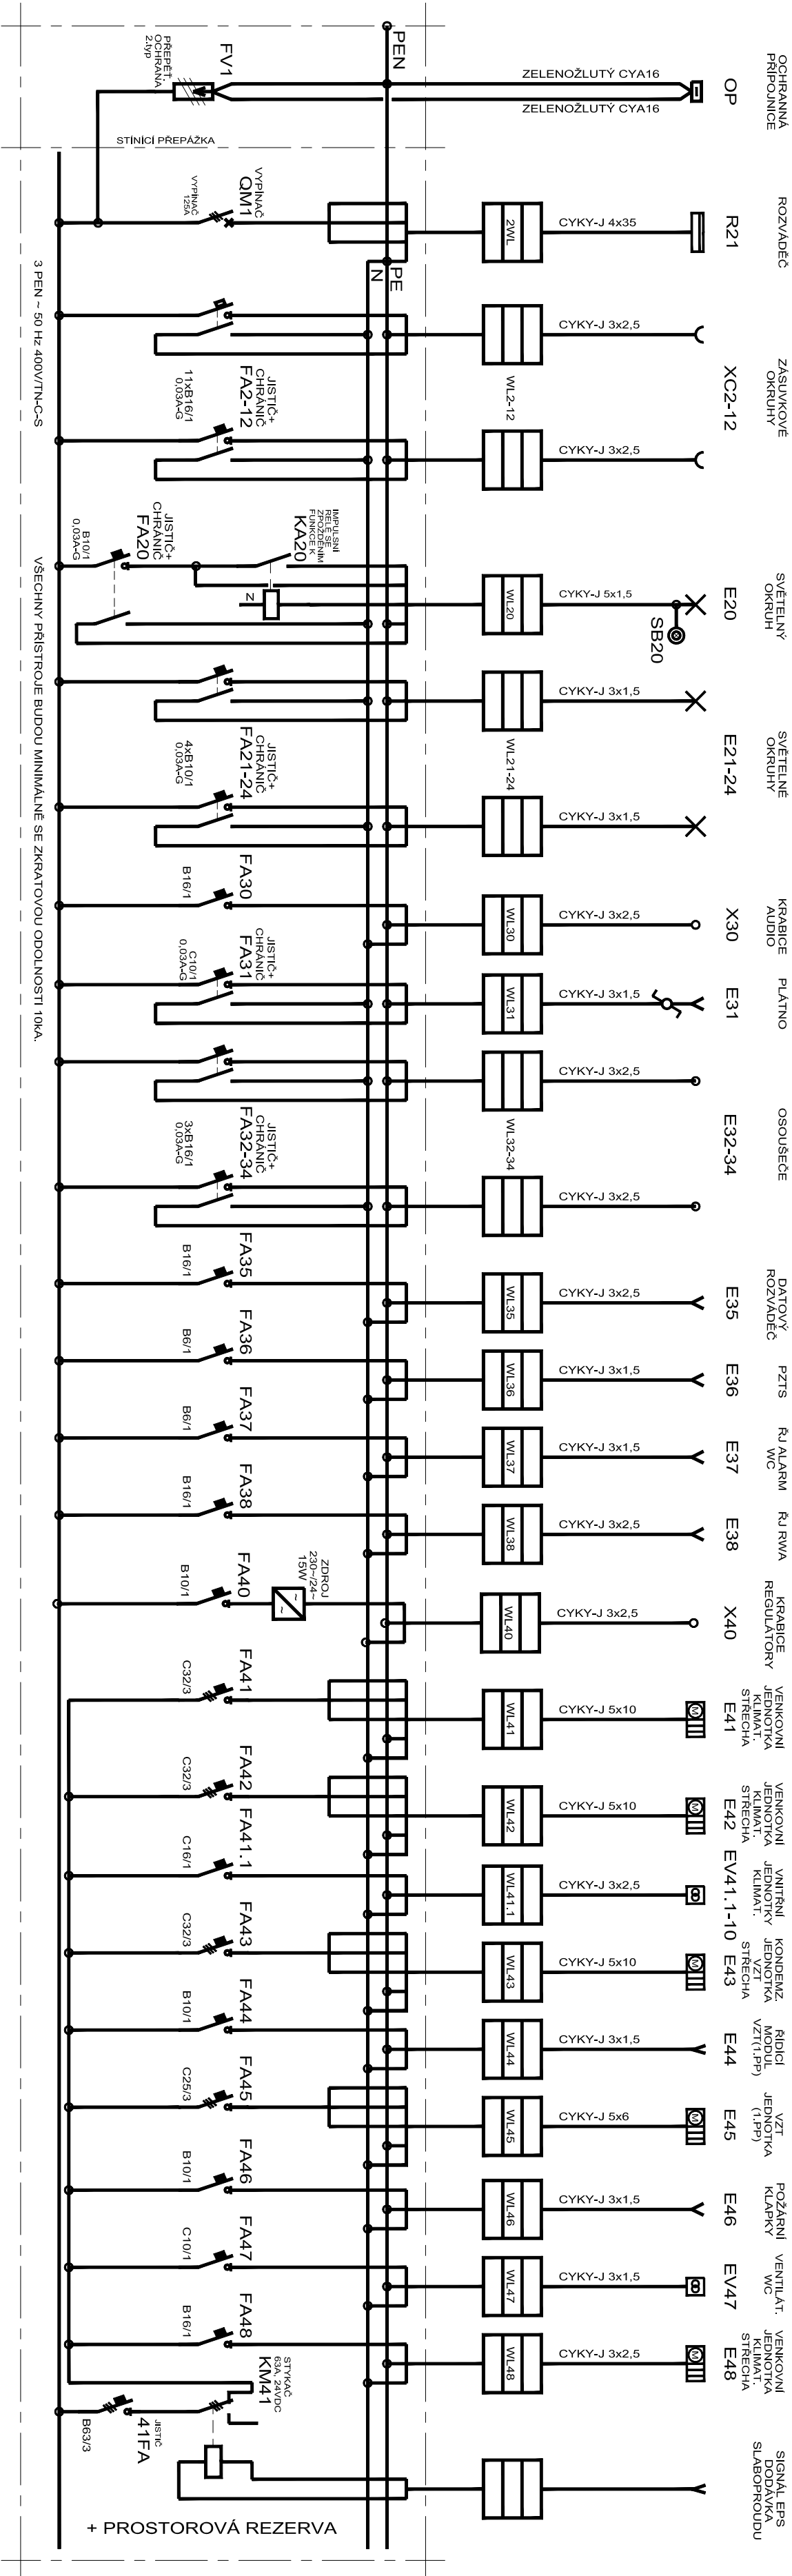 OCHRANNÁ
PŘÍPOJNICE
OP
ZELENOŽLUTÝ CYA16
ZELENOŽLUTÝ CYA16
PEN
FV1
PŘEPĚT.
OCHRANA
2.typ
STÍNÍCÍ PŘEPÁŽKA
ROZVÁDĚČ
R21
CYKY-J 4x35
2WL
PE
N
VYPÍNAČ
QM1
VYPÍNAČ
125A
3 PEN ~ 50 Hz 400V/TN-C-S
ZÁSUVKOVÉ
OKRUHY
XC2-12
CYKY-J 3x2,5
CYKY-J 3x2,5
WL2-12
JISTIČ+
CHRÁNIČ
FA2-12
11xB16/1
0,03A-G
SVĚTELNÝ
OKRUH
E20
SB20
CYKY-J 5x1,5
WL20
IMPULSNÍ
RELÉ SE
ZPOŽDĚNÍM
FUNKCE K
KA20
N
JISTIČ+
CHRÁNIČ
FA20
B10/1
0,03A-G
VŠECHNY PŘÍSTROJE BUDOU MINIMÁLNĚ SE ZKRATOVOU ODOLNOSTÍ 10kA.
SVĚTELNÉ
OKRUHY
E21-24
CYKY-J 3x1,5
CYKY-J 3x1,5
WL21-24
JISTIČ+
CHRÁNIČ
FA21-24
4xB10/1
0,03A-G
KRABICE
AUDIO
X30
CYKY-J 3x2,5
WL30
FA30
B16/1
PLÁTNO
E31
CYKY-J 3x1,5
WL31
JISTIČ+
CHRÁNIČ
FA31
C10/1
0,03A-G
OSOUŠEČE
E32-34
CYKY-J 3x2,5
CYKY-J 3x2,5
WL32-34
JISTIČ+
CHRÁNIČ
FA32-34
3xB16/1
0,03A-G
DATOVÝ
ROZVÁDĚČ
E35
CYKY-J 3x2,5
WL35
FA35
B16/1
PZTS
E36
CYKY-J 3x1,5
WL36
FA36
B6/1
ŘJ ALARM
WC
E37
CYKY-J 3x1,5
WL37
FA37
B6/1
ŘJ RWA
E38
CYKY-J 3x2,5
WL38
FA38
B16/1
KRABICE
REGULÁTORY
X40
CYKY-J 3x2,5
WL40
ZDROJ
230~/24~
15W
FA40
B10/1
VENKOVNÍ
JEDNOTKA
KLIMAT.
STŘECHA
E41
M
CYKY-J 5x10
WL41
FA41
C32/3
VENKOVNÍ
JEDNOTKA
KLIMAT.
STŘECHA
E42
M
CYKY-J 5x10
WL42
FA42
C32/3
VNITŘNÍ
JEDNOTKY
KLIMAT.
EV41.1-10
CYKY-J 3x2,5
WL41.1
FA41.1
C16/1
KONDEMZ.
JEDNOTKA
VZT
STŘECHA
E43
M
CYKY-J 5x10
WL43
FA43
C32/3
ŘÍDÍCÍ
MODUL
VZT(1.PP)
E44
CYKY-J 3x1,5
WL44
FA44
B10/1
VZT
JEDNOTKA
(1.PP)
E45
M
CYKY-J 5x6
WL45
FA45
C25/3
POŽÁRNÍ
KLAPKY
E46
CYKY-J 3x1,5
WL46
FA46
B10/1
VENTILÁT.
WC
EV47
CYKY-J 3x1,5
WL47
FA47
C10/1
VENKOVNÍ
JEDNOTKA
KLIMAT.
STŘECHA
E48
M
CYKY-J 3x2,5
WL48
FA48
B16/1
STYKAČ
63A, 24VDC
KM41
JISTIČ
41FA
B63/3
SIGNÁL EPS
DODÁVKA
SLABOPROUDU
+ PROSTOROVÁ REZERVA